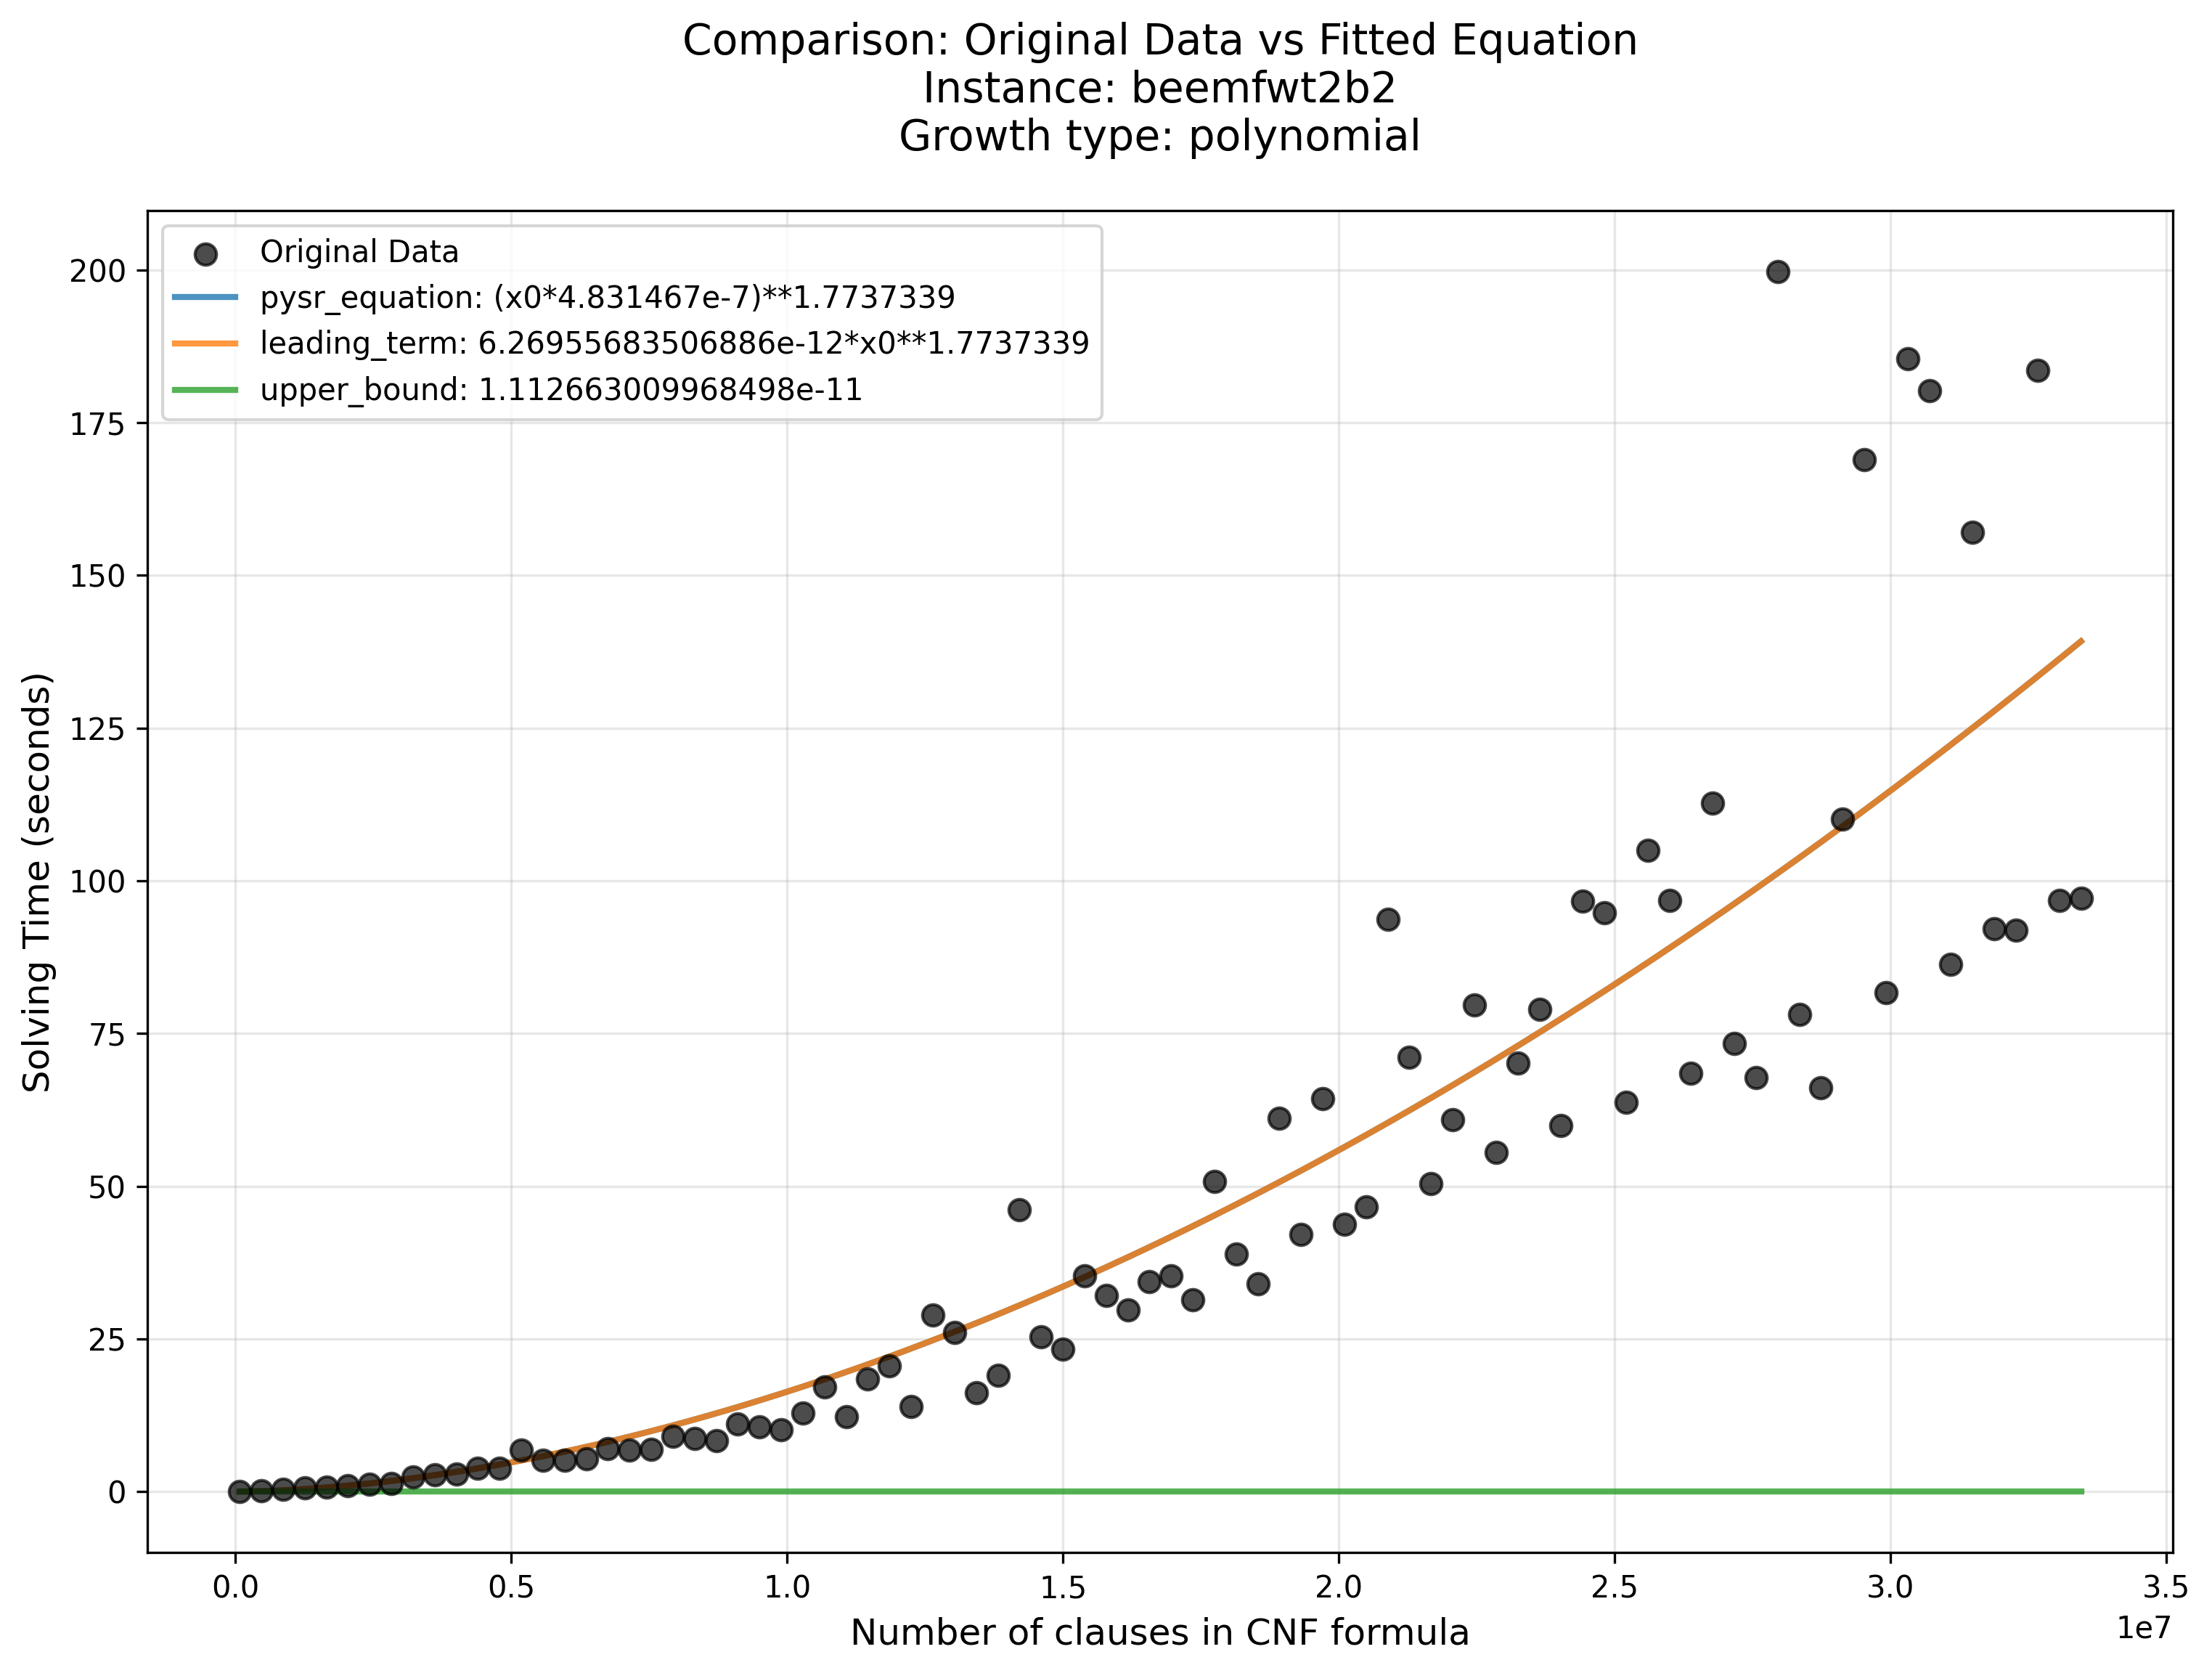 Comparison: Original Data vs Fitted Equation
Instance: beemfwt2b2
Growth type: polynomial
Original Data
pysr_equation: (x0*4.831467e-7)**1.7737339
leading_term: 6.26955683506886e-12*x0**1.7737339
upper_bound: 1.112663009968498e-11
200
175
150
125
100
75
50
25
0
Solving Time (seconds)
0.0 0.5 1.0 1.5 2.0 2.5 3.0 3.5
1e7
Number of clauses in CNF formula